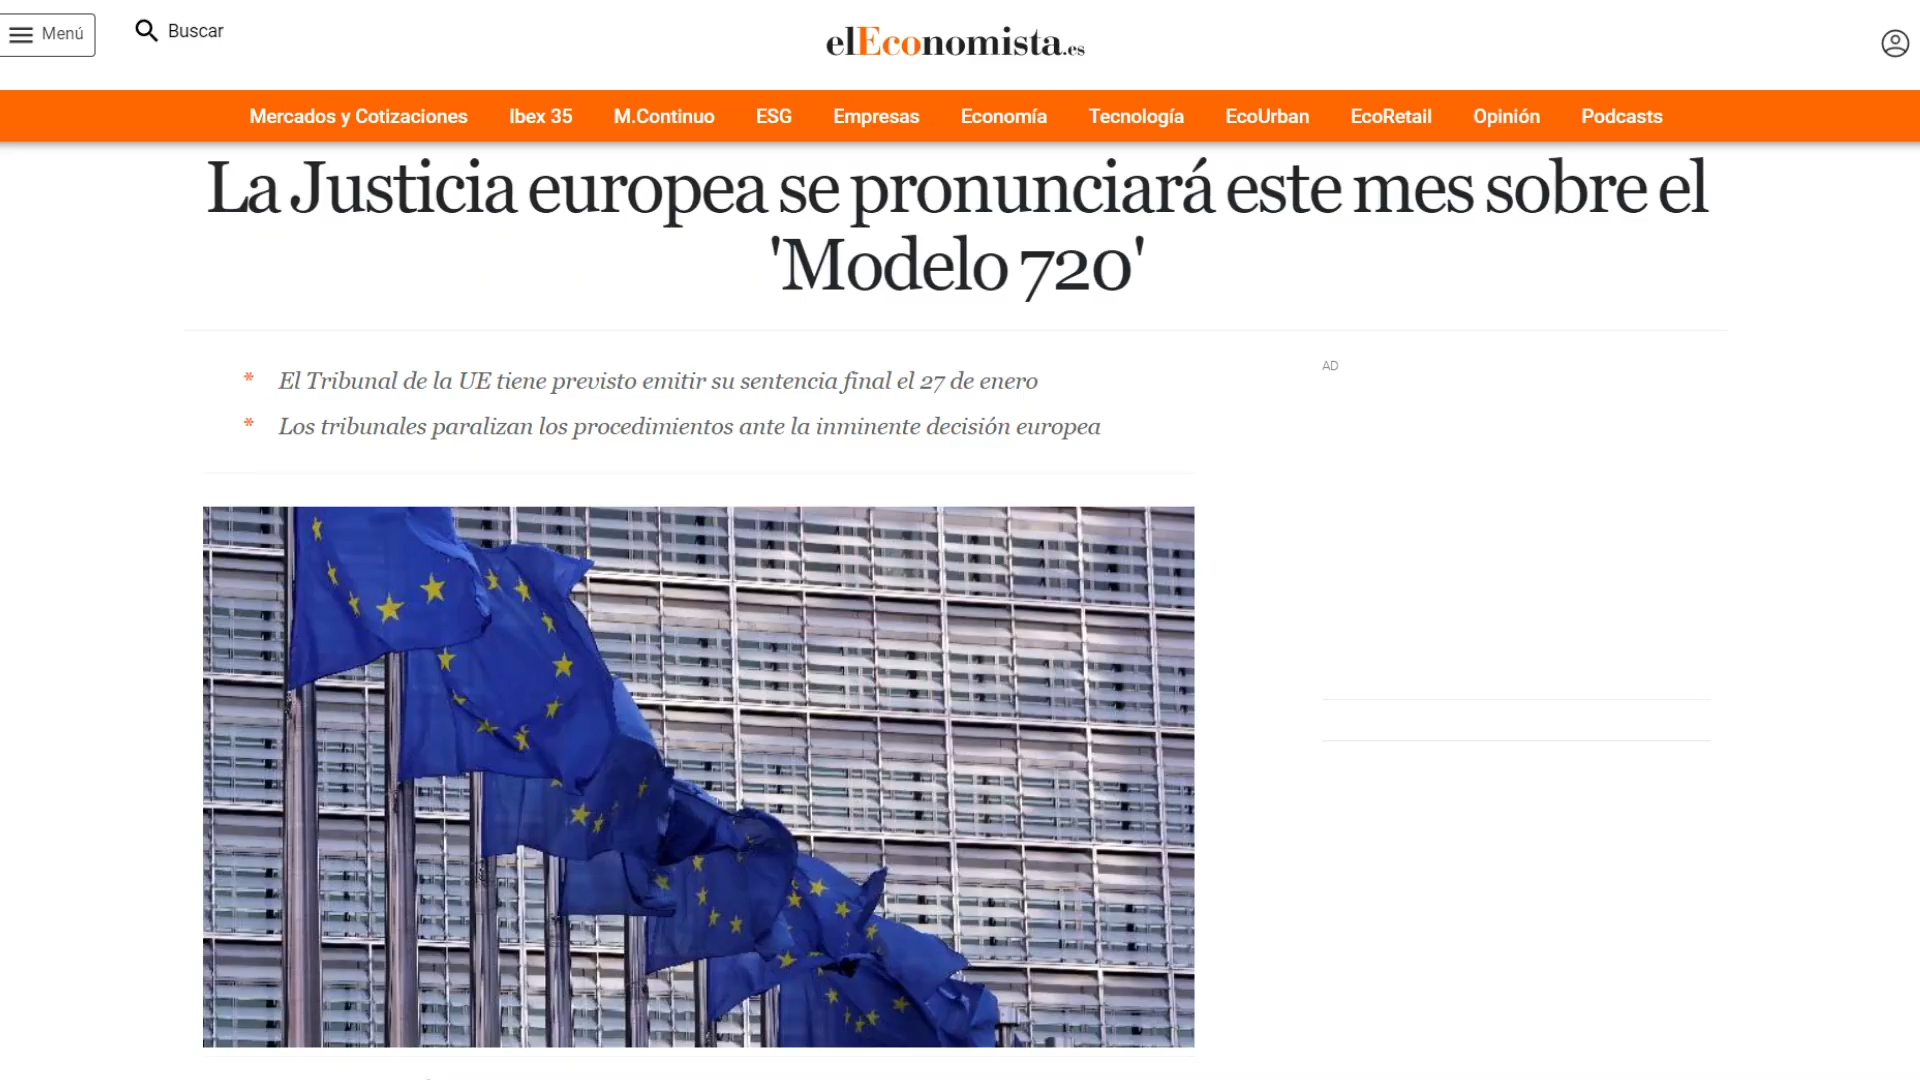 Menú
Buscar
elEconomista.es
Mercados y Cotizaciones Ibex 35 M.Continuo ESG Empresas Economía Tecnología EcoUrban EcoRetail Opinión Podcasts
La Justicia europea se pronunciará este mes sobre el
'Modelo 720'
* El Tribunal de la UE tiene previsto emitir su sentencia final el 27 de enero
* Los tribunales paralizan los procedimientos ante la inminente decisión europea
AD